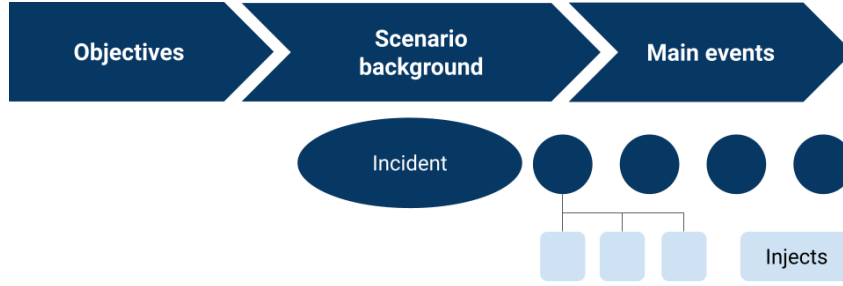 Objectives
Scenario
background
Main events
Incident
Injects